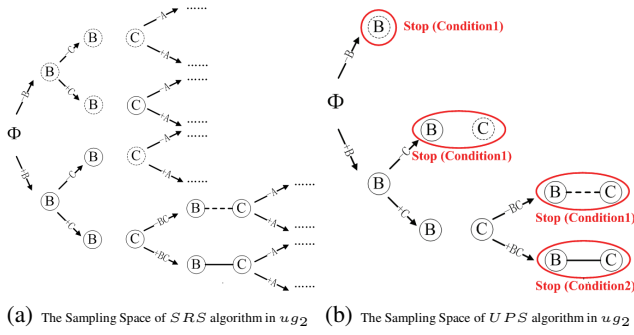 Φ
−B
+B
B
−C
+C
B
C
−A
+A
......
......
B
C
−A
+A
......
......
B
−C
+C
B
C
−A
+A
......
......
B
C
−BC
+BC
B
C
−A
+A
......
......
B
C
−A
+A
......
......
(a) The Sampling Space of SRS algorithm in ug2
Φ
−B
+B
B
Stop (Condition1)
B
−C
+C
B
C
Stop (Condition1)
B
C
−BC
+BC
B
C
Stop (Condition1)
B
C
Stop (Condition2)
(b) The Sampling Space of UPS algorithm in ug2